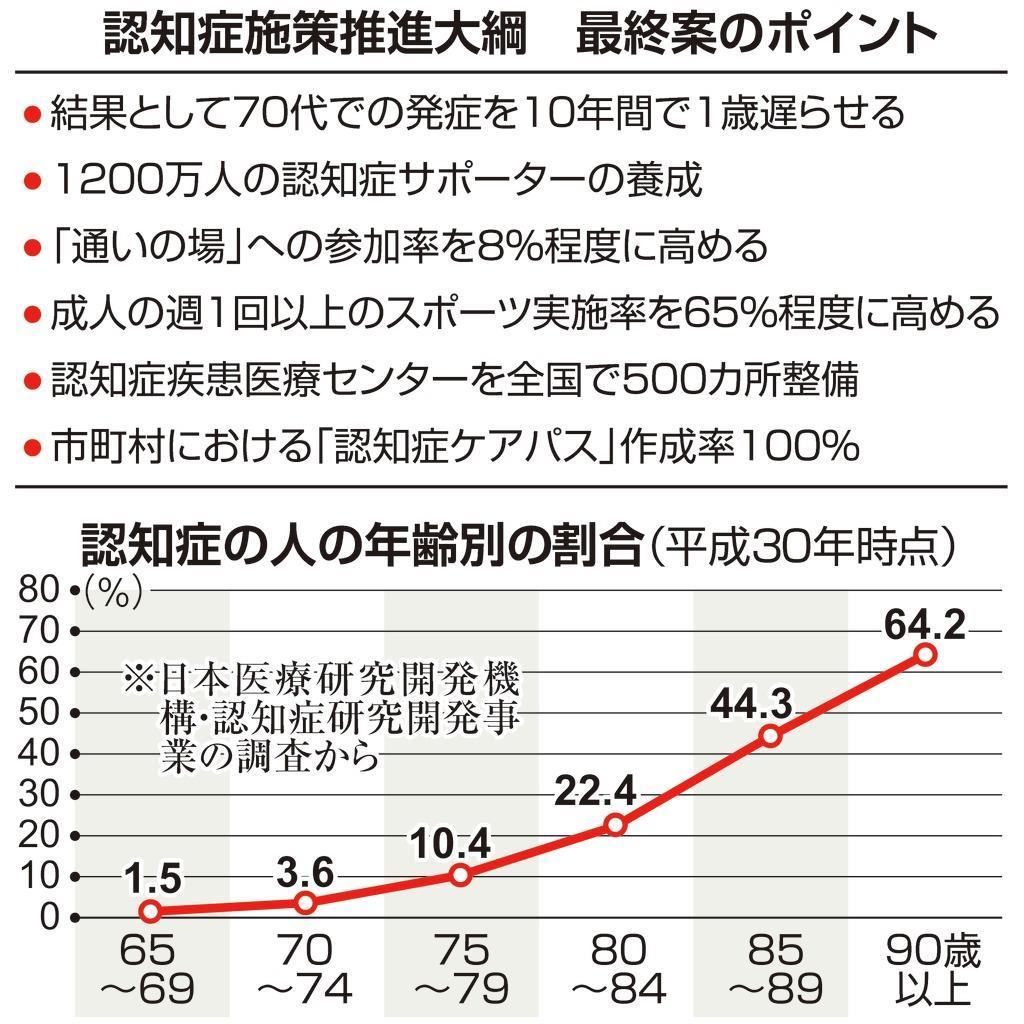 認知症施策推進大綱　最終案のポイント
●結果として70代での発症を10年間で1歳遅らせる
●1200万人の認知症サポーターの養成
●「通いの場」への参加率を8%程度に高める
●成人の週1回以上のスポーツ実施率を65%程度に高める
●認知症疾患医療センターを全国で500カ所整備
●市町村における「認知症ケアパス」作成率100%
認知症の人の年齢別の割合(平成30年時点)
80 (%)
70
60
50
40
30
20
10
0
※日本医療研究開発機
構・認知症研究開発事
業の調査から
1.5
3.6
10.4
22.4
44.3
64.2
65
～69
70
～74
75
～79
80
～84
85
～89
90歳
以上